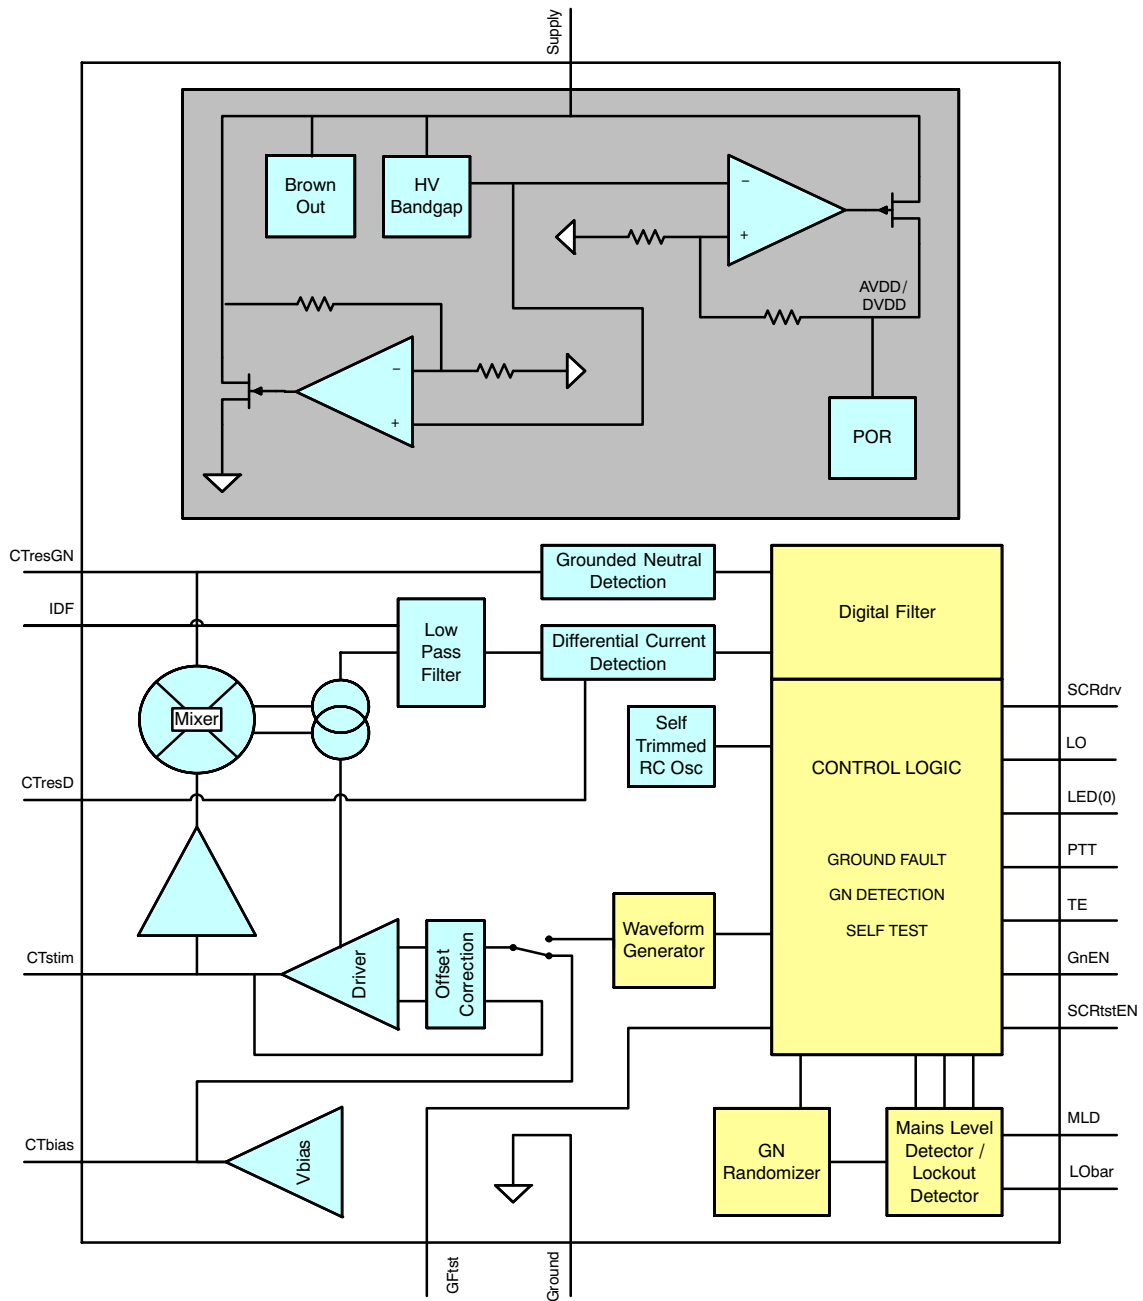 Supply
Brown
Out
HV
Bandgap
−
+
AVDD/
DVDD
−
+
POR
CTresGN
Grounded Neutral
Detection
IDF
Low
Pass
Filter
Differential Current
Detection
Digital Filter
Mixer
Self
Trimmed
RC Osc
CONTROL LOGIC
SCRdrv
LO
CTresD
LED(0)
GROUND FAULT
GN DETECTION
SELF TEST
PTT
TE
Waveform
Generator
CTstim
Driver
Offset
Correction
GnEN
SCRtstEN
CTbias
Vbias
GN
Randomizer
Mains Level
Detector /
Lockout
Detector
MLD
LObar
GFtst
Ground